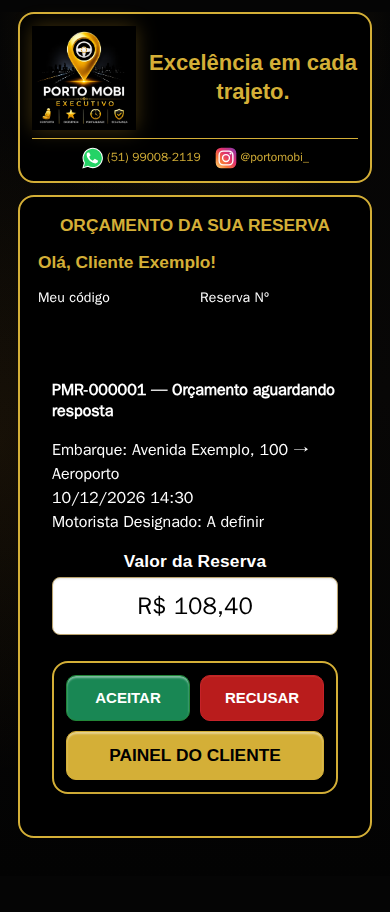 PORTO MOBI
EXECUTIVO
Excelência em cada
trajeto.
(51) 99008-2119
@portomobi_
ORÇAMENTO DA SUA RESERVA
Olá, Cliente Exemplo!
Meu código
Reserva Nº
PMR-000001 — Orçamento aguardando
resposta
Embarque: Avenida Exemplo, 100 →
Aeroporto
10/12/2026 14:30
Motorista Designado: A definir
Valor da Reserva
R$ 108,40
ACEITAR
RECUSAR
PAINEL DO CLIENTE